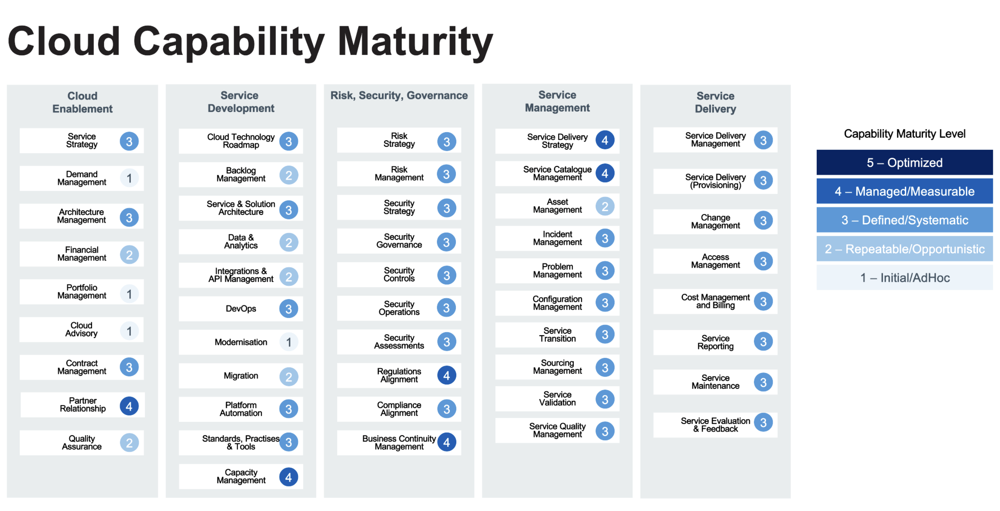 Cloud Capability Maturity
Cloud
Enablement
Service
Strategy
3
Demand
Management
1
Architecture
Management
3
Financial
Management
2
Portfolio
Management
1
Cloud
Advisory
1
Contract
Management
3
Partner
Relationship
4
Quality
Assurance
2
Service
Development
Cloud Technology
Roadmap
3
Backlog
Management
2
Service & Solution
Architecture
3
Data &
Analytics
2
Integrations &
API Management
2
DevOps
3
Modernisation
1
Migration
2
Platform
Automation
3
Standards, Practises
& Tools
3
Capacity
Management
4
Risk, Security, Governance
Risk
Strategy
3
Risk
Management
3
Security
Strategy
3
Security
Governance
3
Security
Controls
3
Security
Operations
3
Security
Assessments
3
Regulations
Alignment
4
Compliance
Alignment
3
Business Continuity
Management
4
Service
Management
Service Delivery
Strategy
4
Service Catalogue
Management
4
Asset
Management
2
Incident
Management
3
Problem
Management
3
Configuration
Management
3
Service
Transition
3
Sourcing
Management
3
Service
Validation
3
Service Quality
Management
3
Service
Delivery
Service Delivery
Management
3
Service Delivery
(Provisioning)
3
Change
Management
3
Access
Management
3
Cost Management
and Billing
3
Service
Reporting
3
Service
Maintenance
3
Service Evaluation
& Feedback
3
Capability Maturity Level
5 – Optimized
4 – Managed/Measurable
3 – Defined/Systematic
2 – Repeatable/Opportunistic
1 – Initial/AdHoc